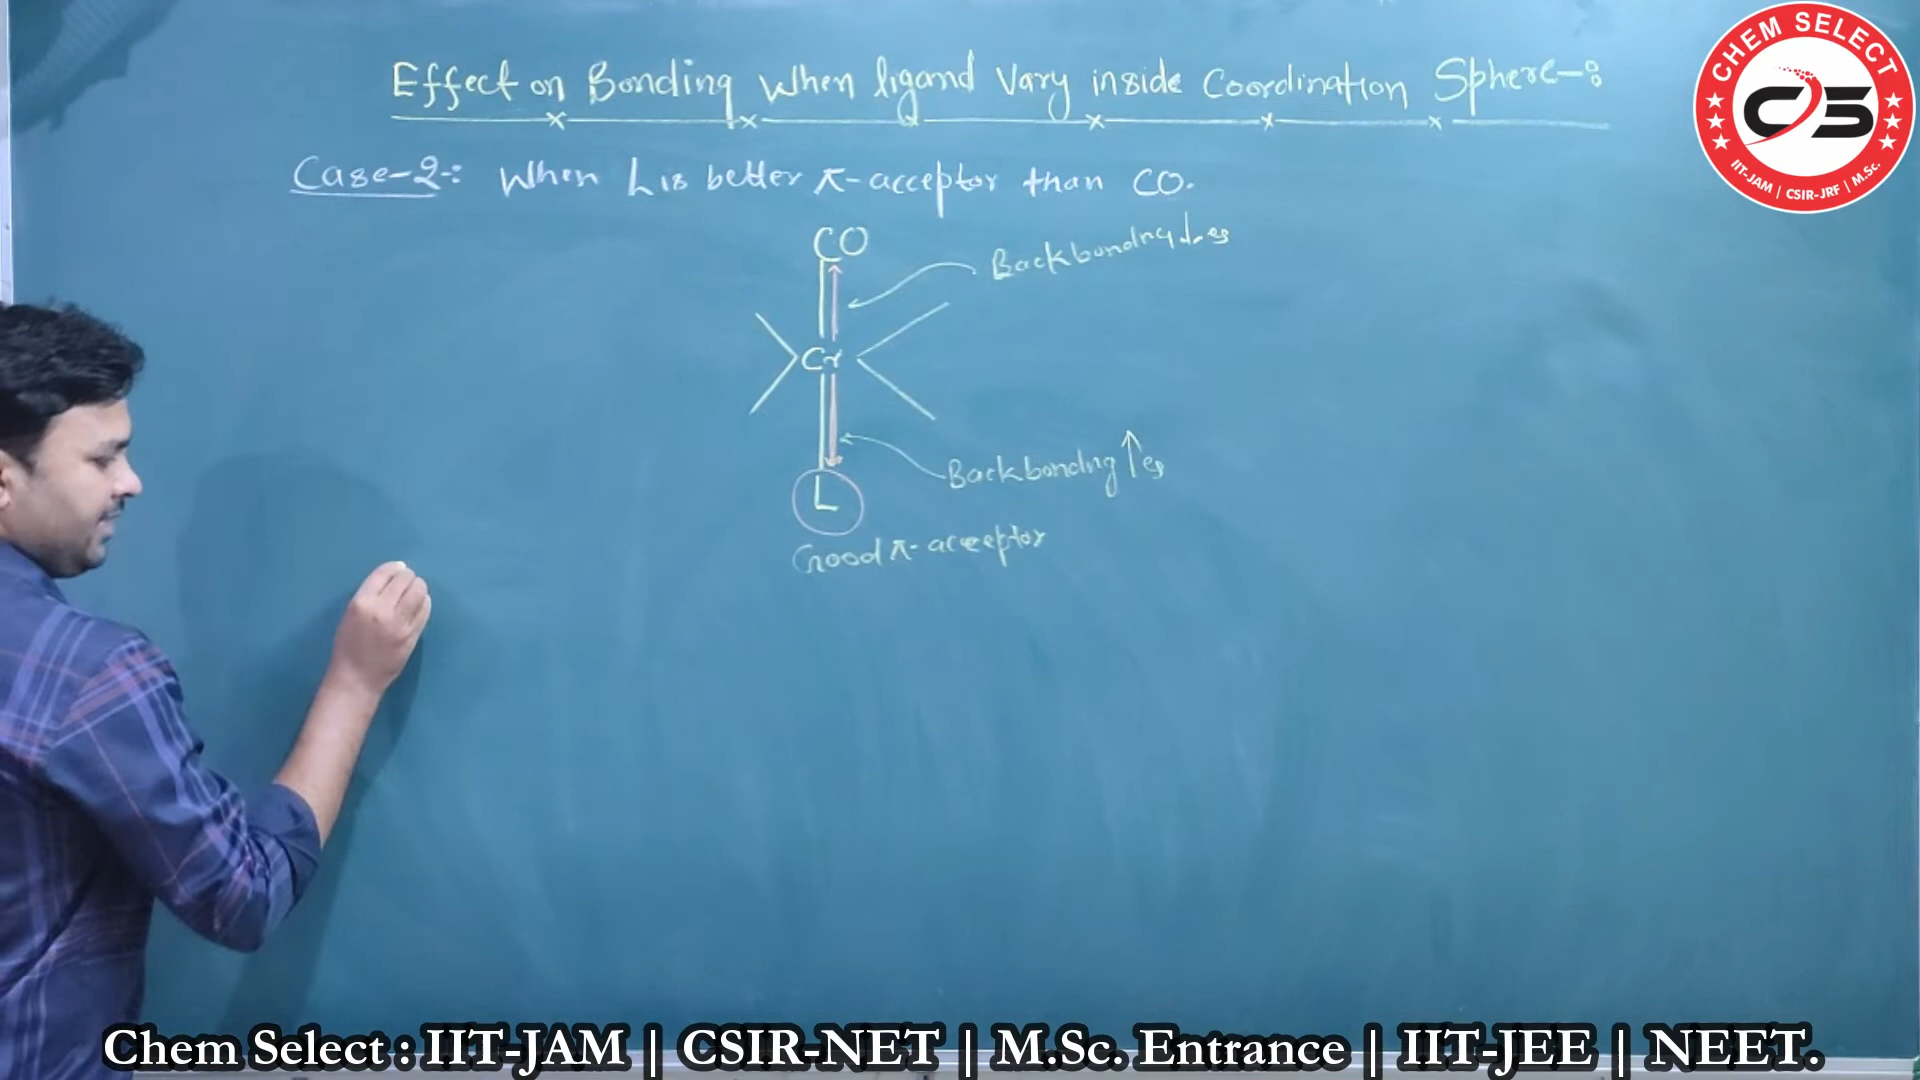 Effect on Bonding When ligand Vary inside Coordination Sphere-:
Case-2-: When L is better π-acceptor than CO.
CO
Backbonding ↓es
Cr
Backbonding ↑es
L
Good π-acceptor
CHEM SELECT
CS
IIT-JAM | CSIR-JRF | M.Sc.
Chem Select : IIT-JAM | CSIR-NET | M.Sc. Entrance | IIT-JEE | NEET.